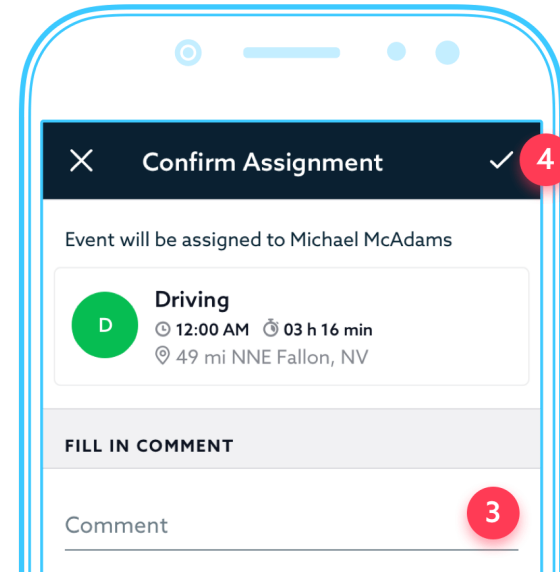 Confirm Assignment
4
Event will be assigned to Michael McAdams
D
Driving
12:00 AM 03 h 16 min
49 mi NNE Fallon, NV
FILL IN COMMENT
Comment
3